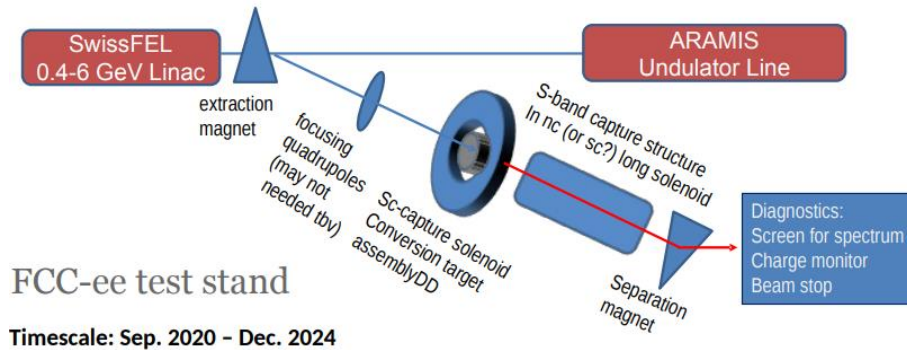 SwissFEL
0.4-6 GeV Linac
ARAMIS
Undulator Line
extraction
magnet
focusing
quadrupoles
(may not
needed tbv)
Sc-capture solenoid
Conversion target
assemblyDD
S-band capture structure
In nc (or sc?) long solenoid
Separation
magnet
Diagnostics:
Screen for spectrum
Charge monitor
Beam stop
FCC-ee test stand
Timescale: Sep. 2020 – Dec. 2024